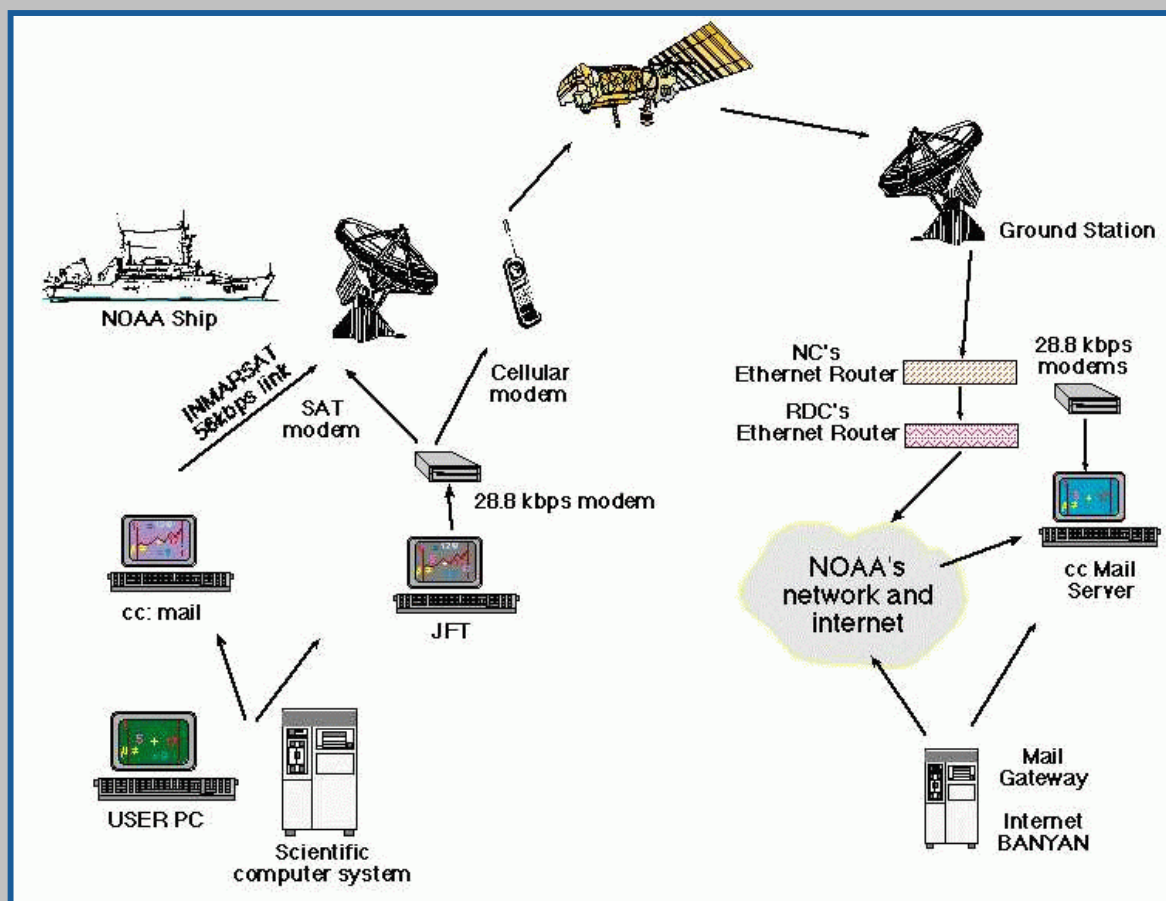 Ground Station
NOAA Ship
INMARSAT
56kbps link
SAT
modem
Cellular
modem
28.8 kbps modem
cc: mail
JFT
USER PC
Scientific
computer system
NC's
Ethernet Router
RDC's
Ethernet Router
28.8 kbps
modems
NOAA's
network and
internet
cc Mail
Server
Mail
Gateway
Internet
BANYAN